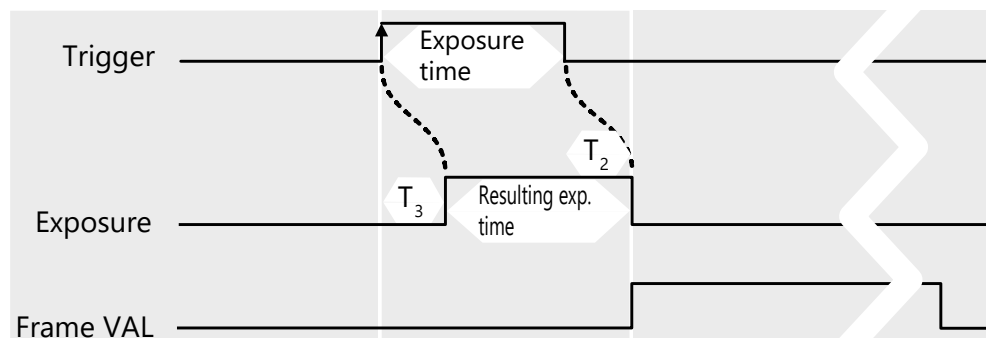 Trigger
Exposure
time
T2
T3
Resulting exp.
time
Exposure
Frame VAL